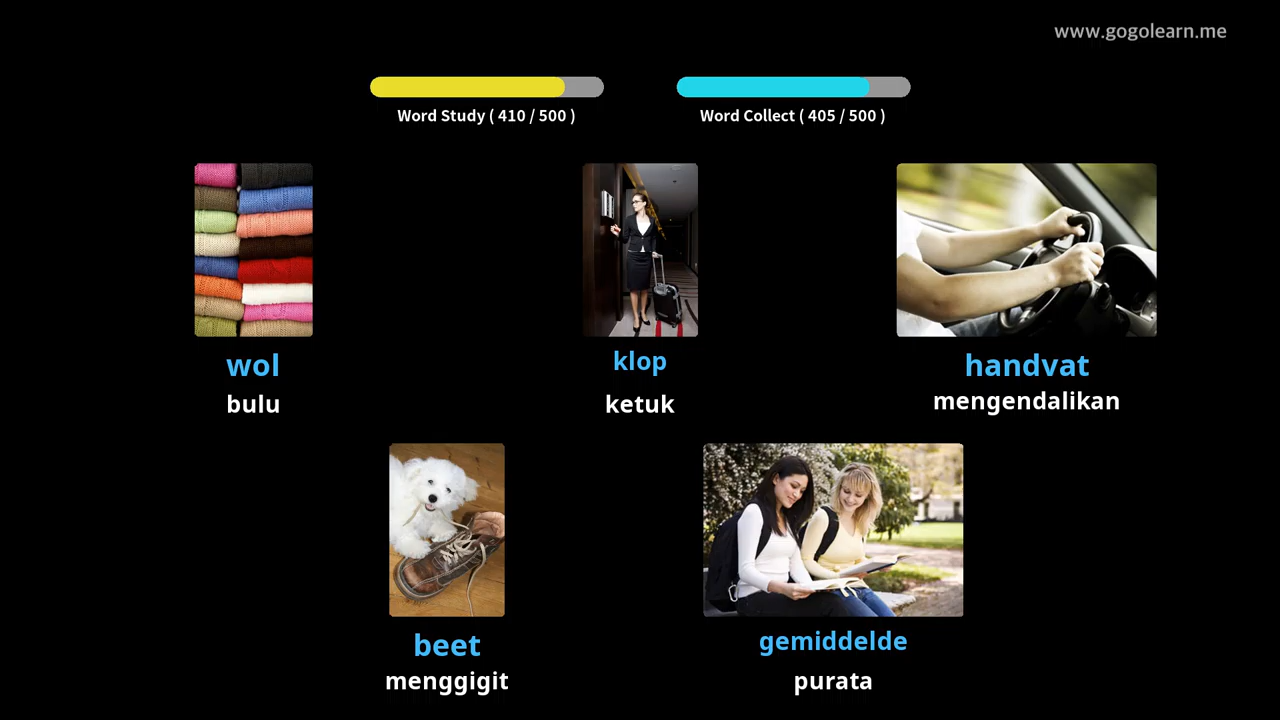 www.gogolearn.me
Word Study ( 410 / 500 )
Word Collect ( 405 / 500 )
wol
bulu
klop
ketuk
handvat
mengendalikan
beet
menggigit
gemiddelde
purata